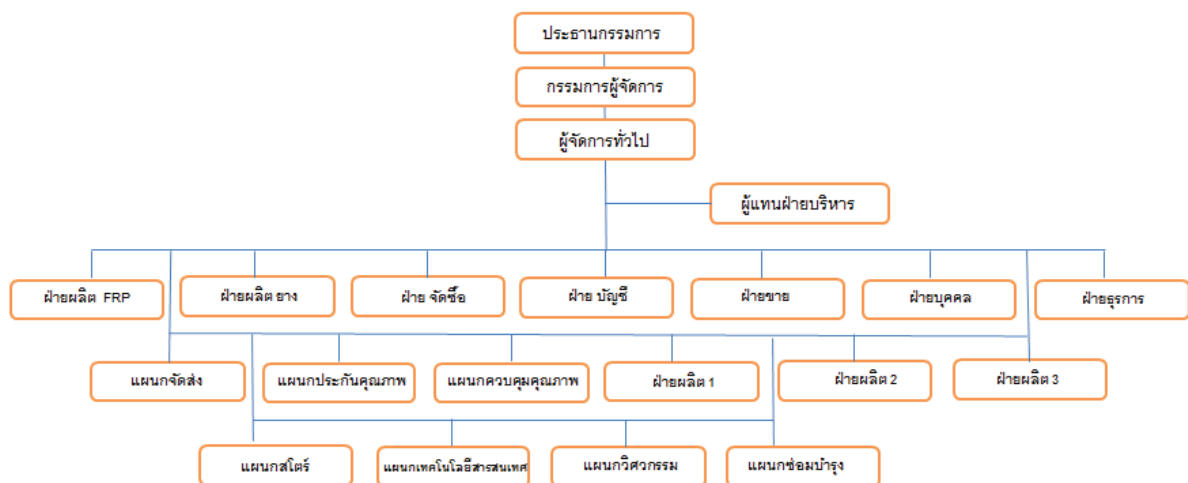 ประธานกรรมการ
กรรมการผู้จัดการ
ผู้จัดการทั่วไป
ผู้แทนฝ่ายบริหาร
ฝ่ายผลิต FRP
ฝ่ายผลิต ยาง
ฝ่าย จัดซื้อ
ฝ่าย บัญชี
ฝ่ายขาย
ฝ่ายบุคคล
ฝ่ายธุรการ
แผนกจัดส่ง
แผนกประกันคุณภาพ
แผนกควบคุมคุณภาพ
ฝ่ายผลิต 1
ฝ่ายผลิต 2
ฝ่ายผลิต 3
แผนกสโตร์
แผนกเทคโนโลยีสารสนเทศ
แผนกวิศวกรรม
แผนกซ่อมบำรุง